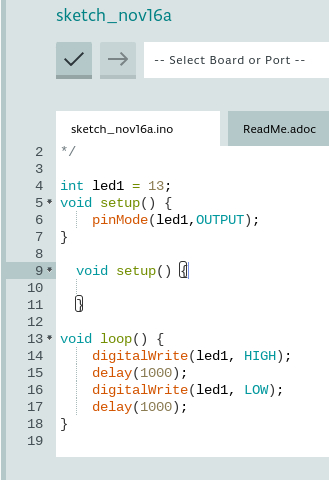 sketch_nov16a
-- Select Board or Port --
sketch_nov16a.ino
ReadMe.adoc
2 */
3
4 int led1 = 13;
5 void setup() {
6     pinMode(led1,OUTPUT);
7 }
8
9   void setup() {
10
11   }
12
13 void loop() {
14     digitalWrite(led1, HIGH);
15     delay(1000);
16     digitalWrite(led1, LOW);
17     delay(1000);
18 }
19